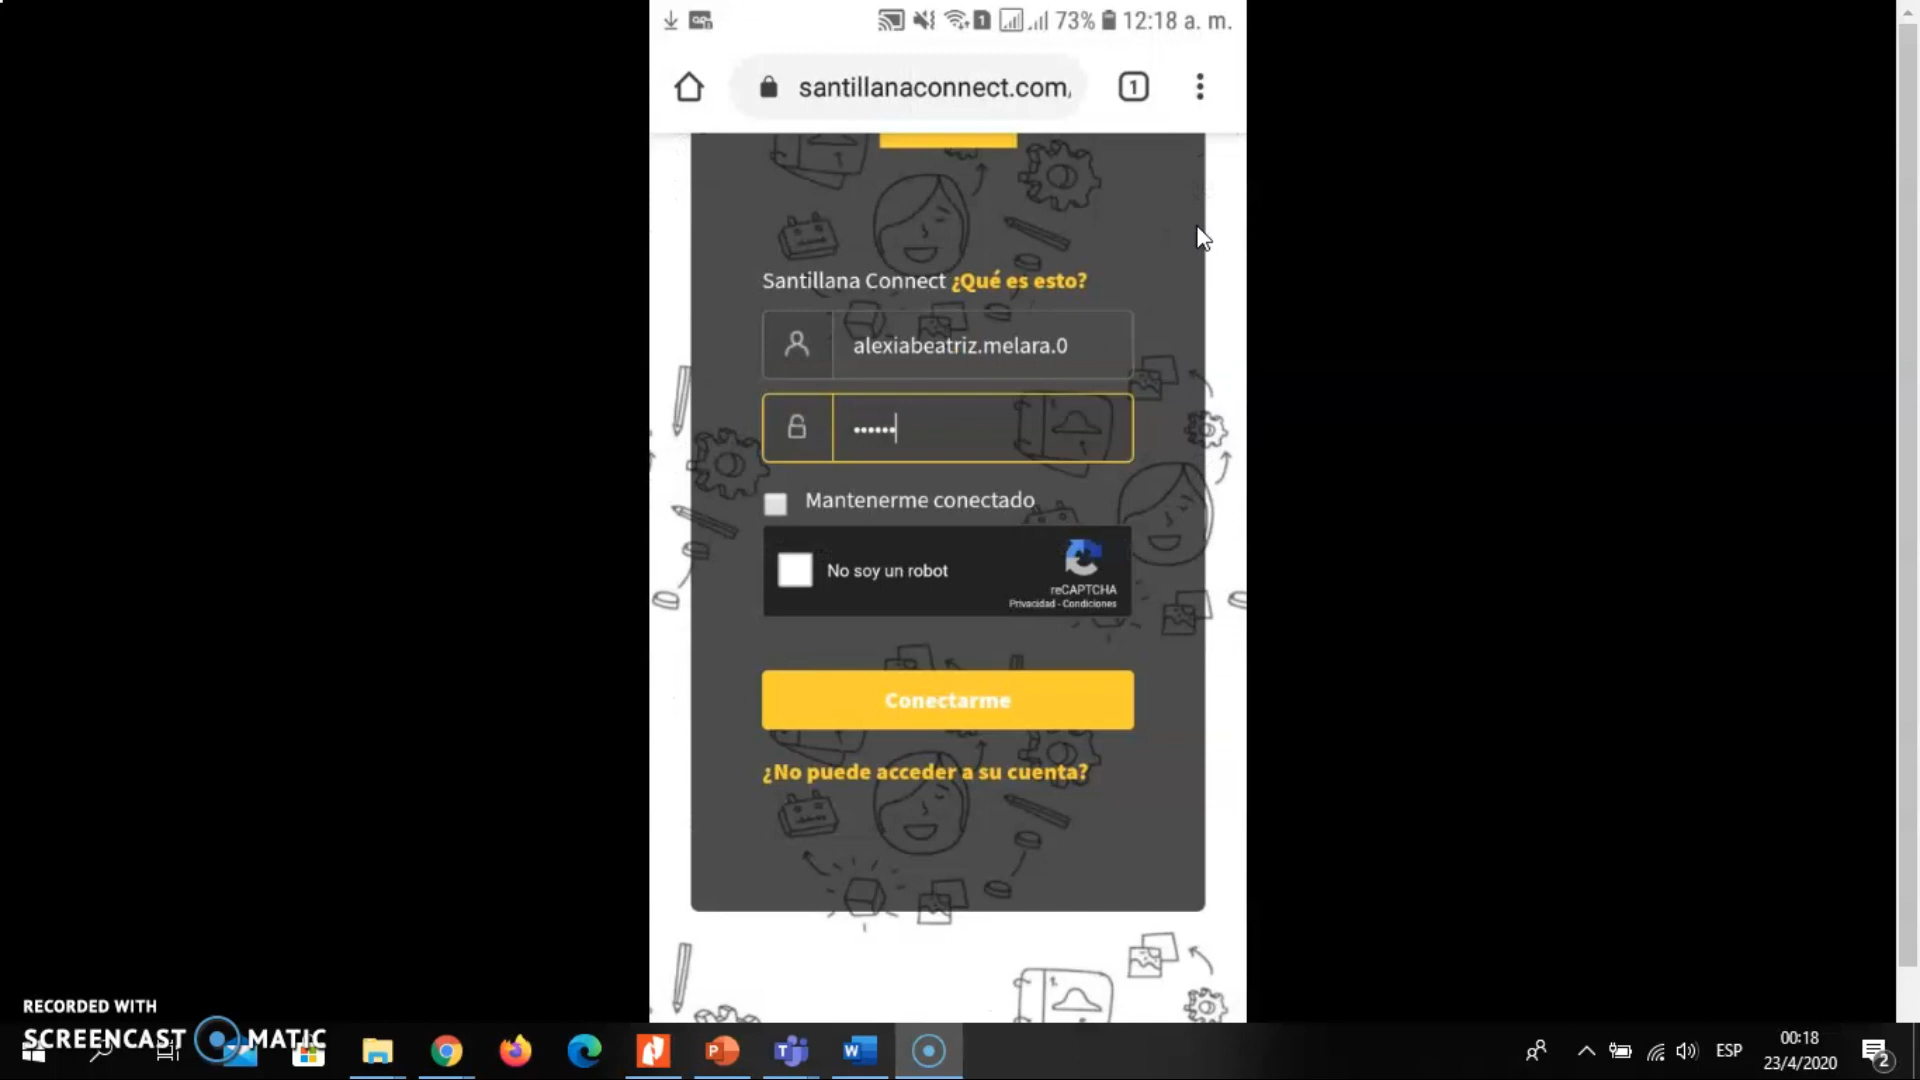 73% 12:18 a. m.
santillanaconnect.com,
1
Santillana Connect ¿Qué es esto?
alexiabeatriz.melara.0
••••••
Mantenerme conectado
No soy un robot
reCAPTCHA
Privacidad - Condiciones
Conectarme
¿No puede acceder a su cuenta?
RECORDED WITH
SCREENCAST MATIC
ESP
00:18
23/4/2020
2